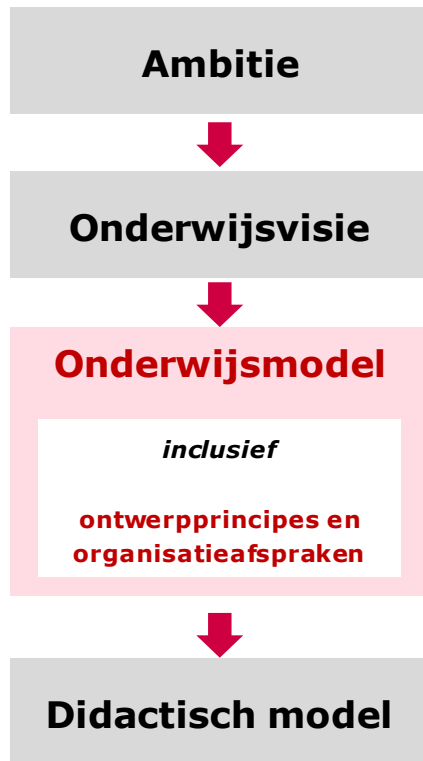 Ambitie
Onderwijsvisie
Onderwijsmodel
inclusief
ontwerpprincipes en
organisatieafspraken
Didactisch model